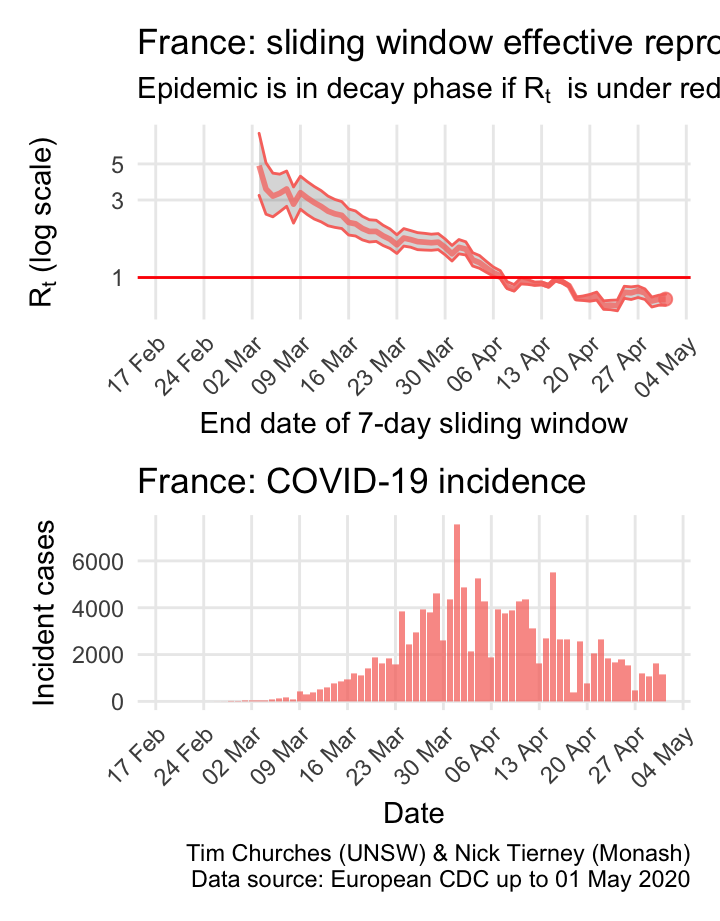 France: sliding window effective repro
Epidemic is in decay phase if Rt is under red
Rt (log scale)
5
3
1
17 Feb
24 Feb
02 Mar
09 Mar
16 Mar
23 Mar
30 Mar
06 Apr
13 Apr
20 Apr
27 Apr
04 May
End date of 7-day sliding window
France: COVID-19 incidence
Incident cases
6000
4000
2000
0
17 Feb
24 Feb
02 Mar
09 Mar
16 Mar
23 Mar
30 Mar
06 Apr
13 Apr
20 Apr
27 Apr
04 May
Date
Tim Churches (UNSW) & Nick Tierney (Monash)
Data source: European CDC up to 01 May 2020